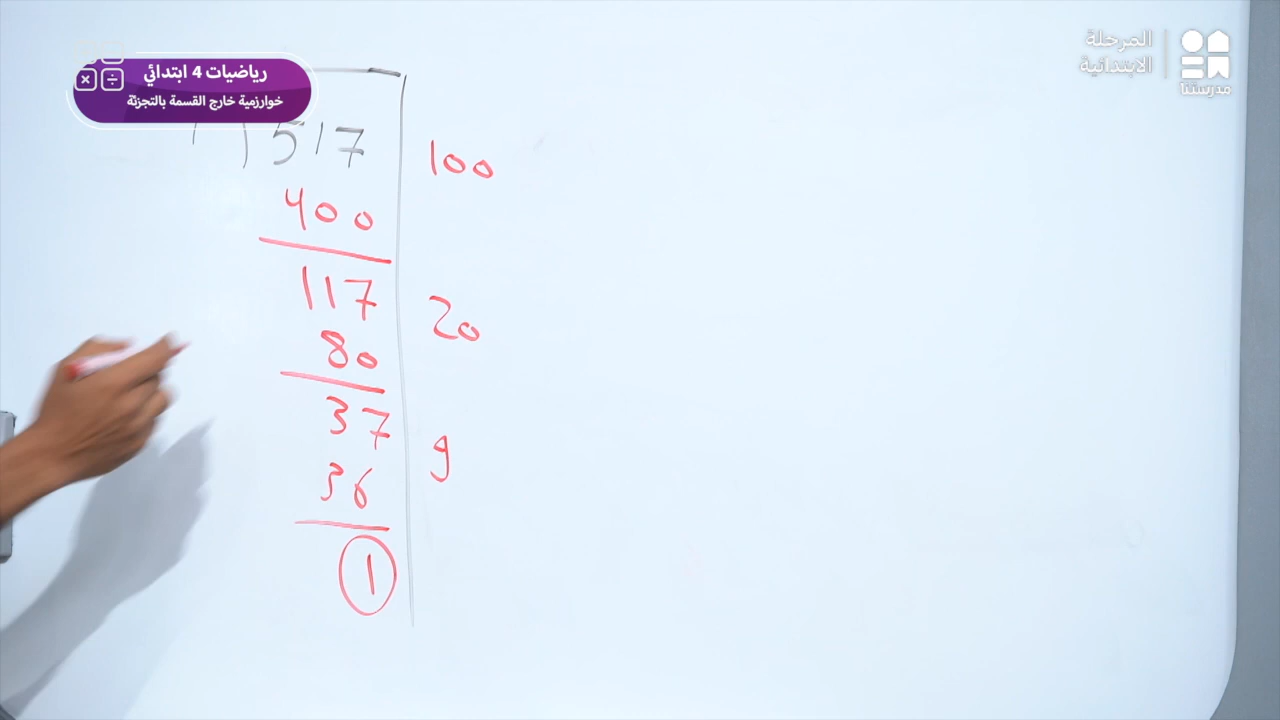 رياضيات 4 ابتدائي
خوارزمية خارج القسمة بالتجزئة
المرحلة
الابتدائية
مدرستنا
517
100
400
117
20
80
37
9
36
1